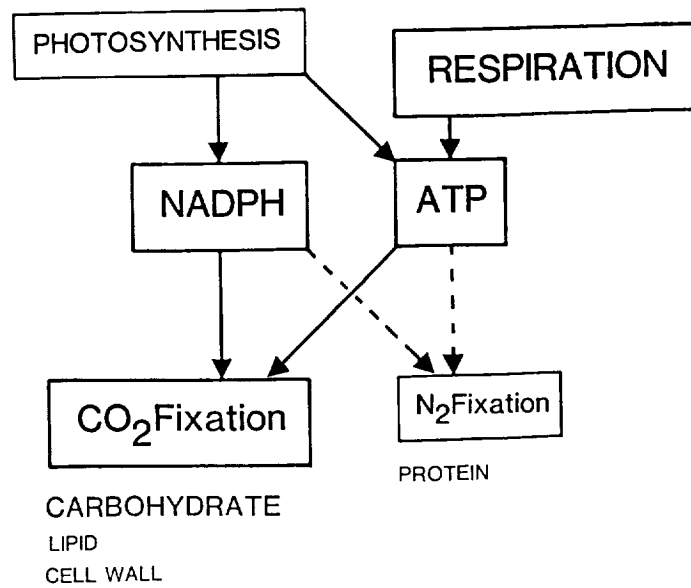 PHOTOSYNTHESIS
RESPIRATION
NADPH
ATP
CO₂Fixation
N₂Fixation
PROTEIN
CARBOHYDRATE
LIPID
CELL WALL